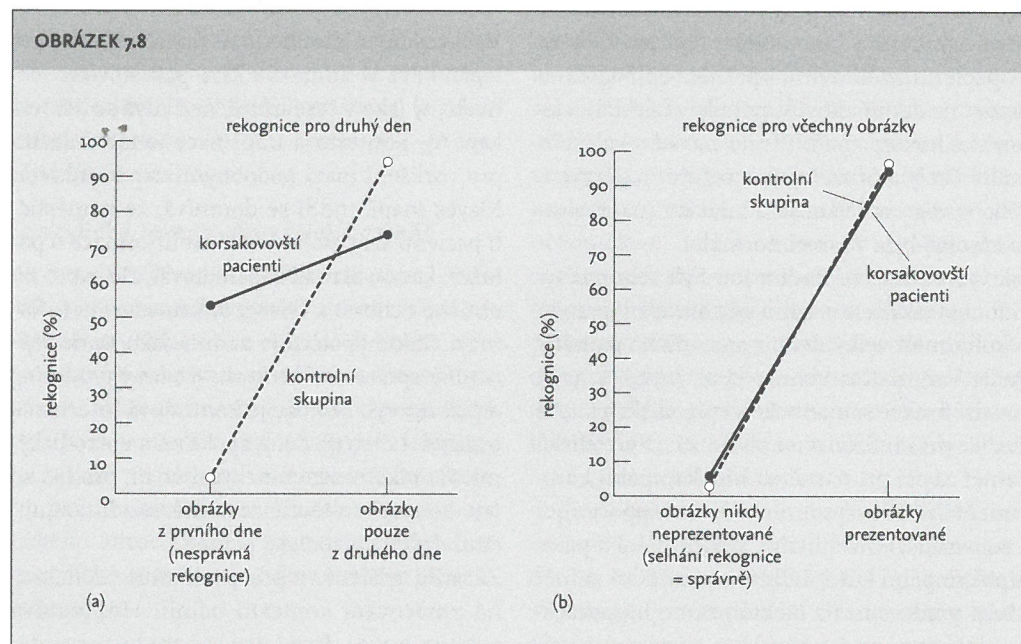 OBRÁZEK 7.8
rekognice pro druhý den
100
90
80
70
60
50
40
30
20
10
0
rekognice (%)
korsakovovští
pacienti
kontrolní
skupina
obrázky
z prvního dne
(nesprávná
rekognice)
obrázky
pouze
z druhého dne
(a)
rekognice pro včechny obrázky
100
90
80
70
60
50
40
30
20
10
0
rekognice (%)
kontrolní
skupina
korsakovovští
pacienti
obrázky nikdy
neprezentované
(selhání rekognice
= správně)
obrázky
prezentované
(b)